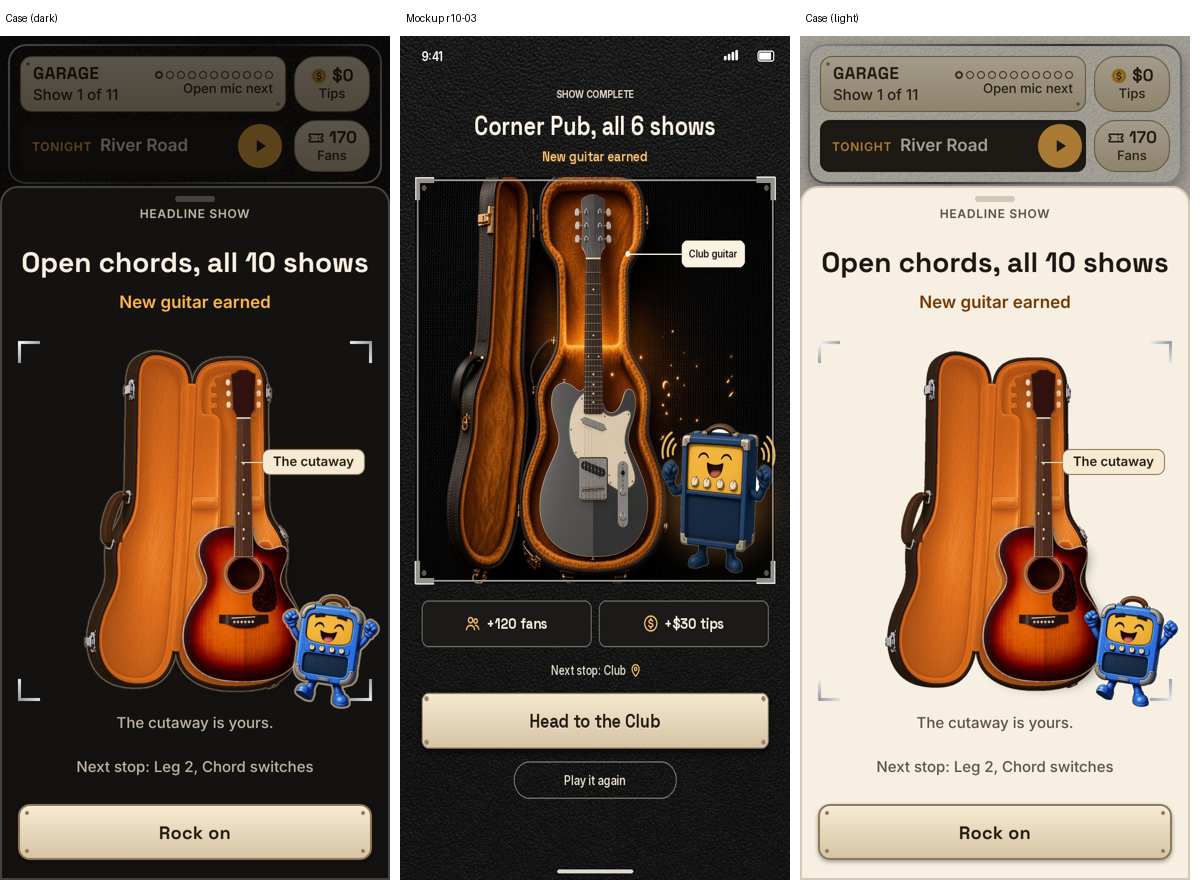 Case (dark)
GARAGE
Show 1 of 11
Open mic next
$0
Tips
TONIGHT River Road
170
Fans
HEADLINE SHOW
Open chords, all 10 shows
New guitar earned
The cutaway
The cutaway is yours.
Next stop: Leg 2, Chord switches
Rock on
Mockup r10-03
9:41
SHOW COMPLETE
Corner Pub, all 6 shows
New guitar earned
Club guitar
+120 fans
+$30 tips
Next stop: Club
Head to the Club
Play it again
Case (light)
GARAGE
Show 1 of 11
Open mic next
$0
Tips
TONIGHT River Road
170
Fans
HEADLINE SHOW
Open chords, all 10 shows
New guitar earned
The cutaway
The cutaway is yours.
Next stop: Leg 2, Chord switches
Rock on